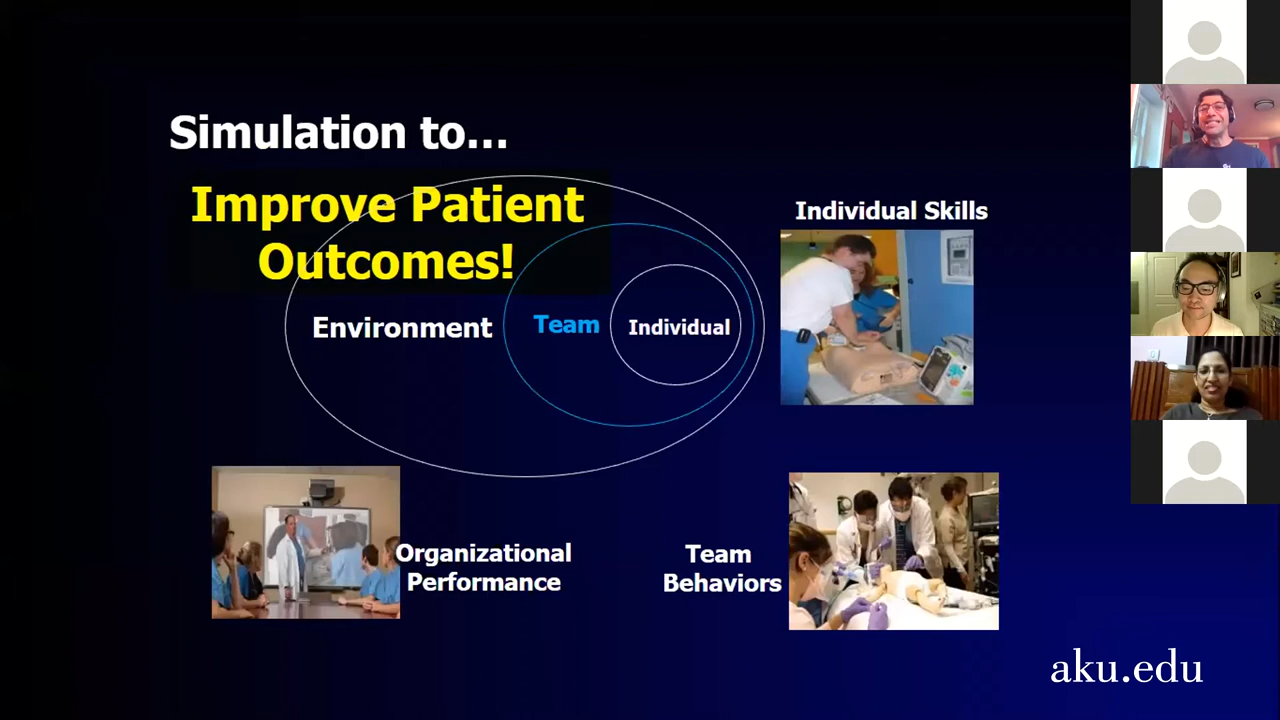 Simulation to...
Improve Patient
Outcomes!
Individual Skills
Environment
Team
Individual
Organizational
Performance
Team
Behaviors
aku.edu